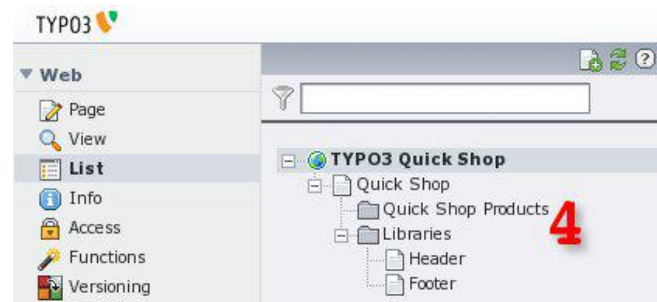 TYPO3
Web
Page
View
List
Info
Access
Functions
Versioning
?
TYPO3 Quick Shop
Quick Shop
Quick Shop Products
4
Libraries
Header
Footer